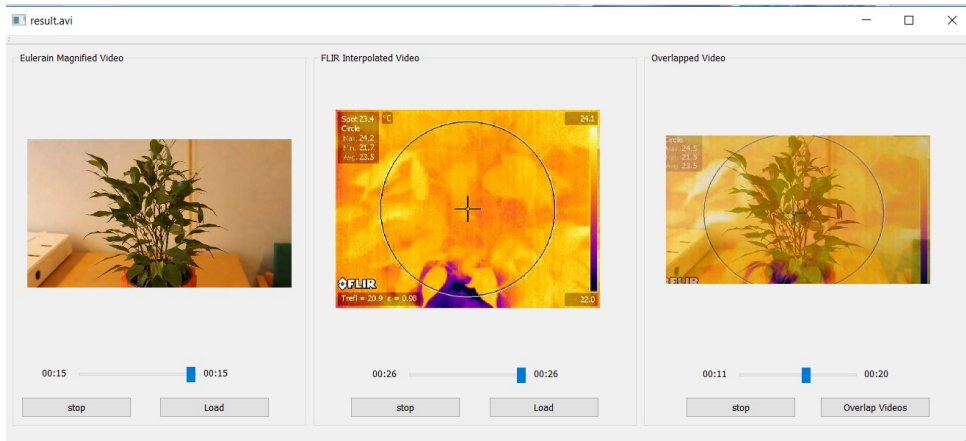 result.avi
Eulerain Magnified Video
FLIR Interpolated Video
Overlapped Video
Spot 23.4 °C
Circle
Max. 24.2
Min. 21.7
Avg. 23.5
24.1
FLIR
Trefl = 20.9 ε = 0.98
22.0
Circle
Max. 24.5
Min. 21.5
Avg. 23.5
FLIR
00:15
00:15
00:26
00:26
00:11
00:20
stop
Load
stop
Load
stop
Overlap Videos